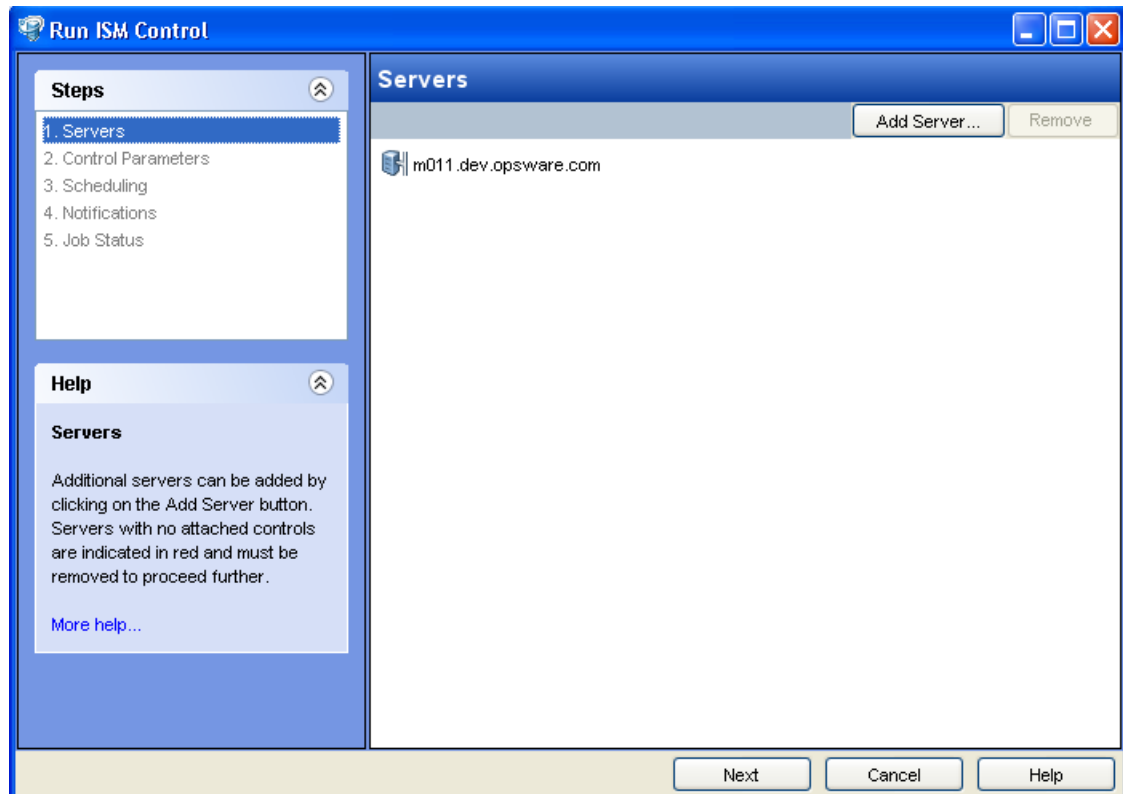 Run ISM Control
Steps
1. Servers
2. Control Parameters
3. Scheduling
4. Notifications
5. Job Status
Help
Servers
Additional servers can be added by
clicking on the Add Server button.
Servers with no attached controls
are indicated in red and must be
removed to proceed further.
More help...
Servers
Add Server...
Remove
m011.dev.opsware.com
Next
Cancel
Help